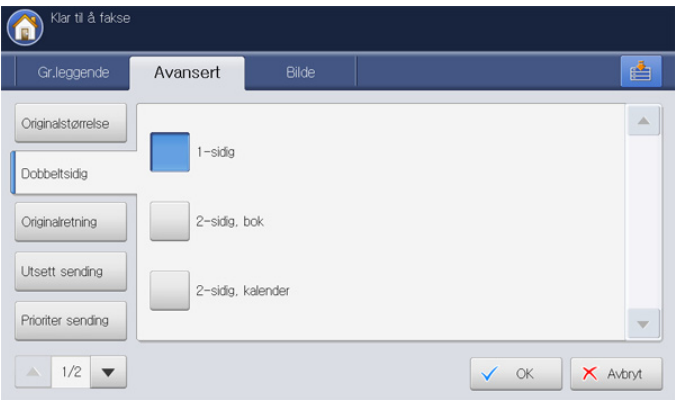 Klar til å fakse
Gr.leggende
Avansert
Bilde
Originalstørrelse
Dobbeltsidig
Originalretning
Utsett sending
Prioriter sending
1/2
1-sidig
2-sidig, bok
2-sidig, kalender
OK
Avbryt